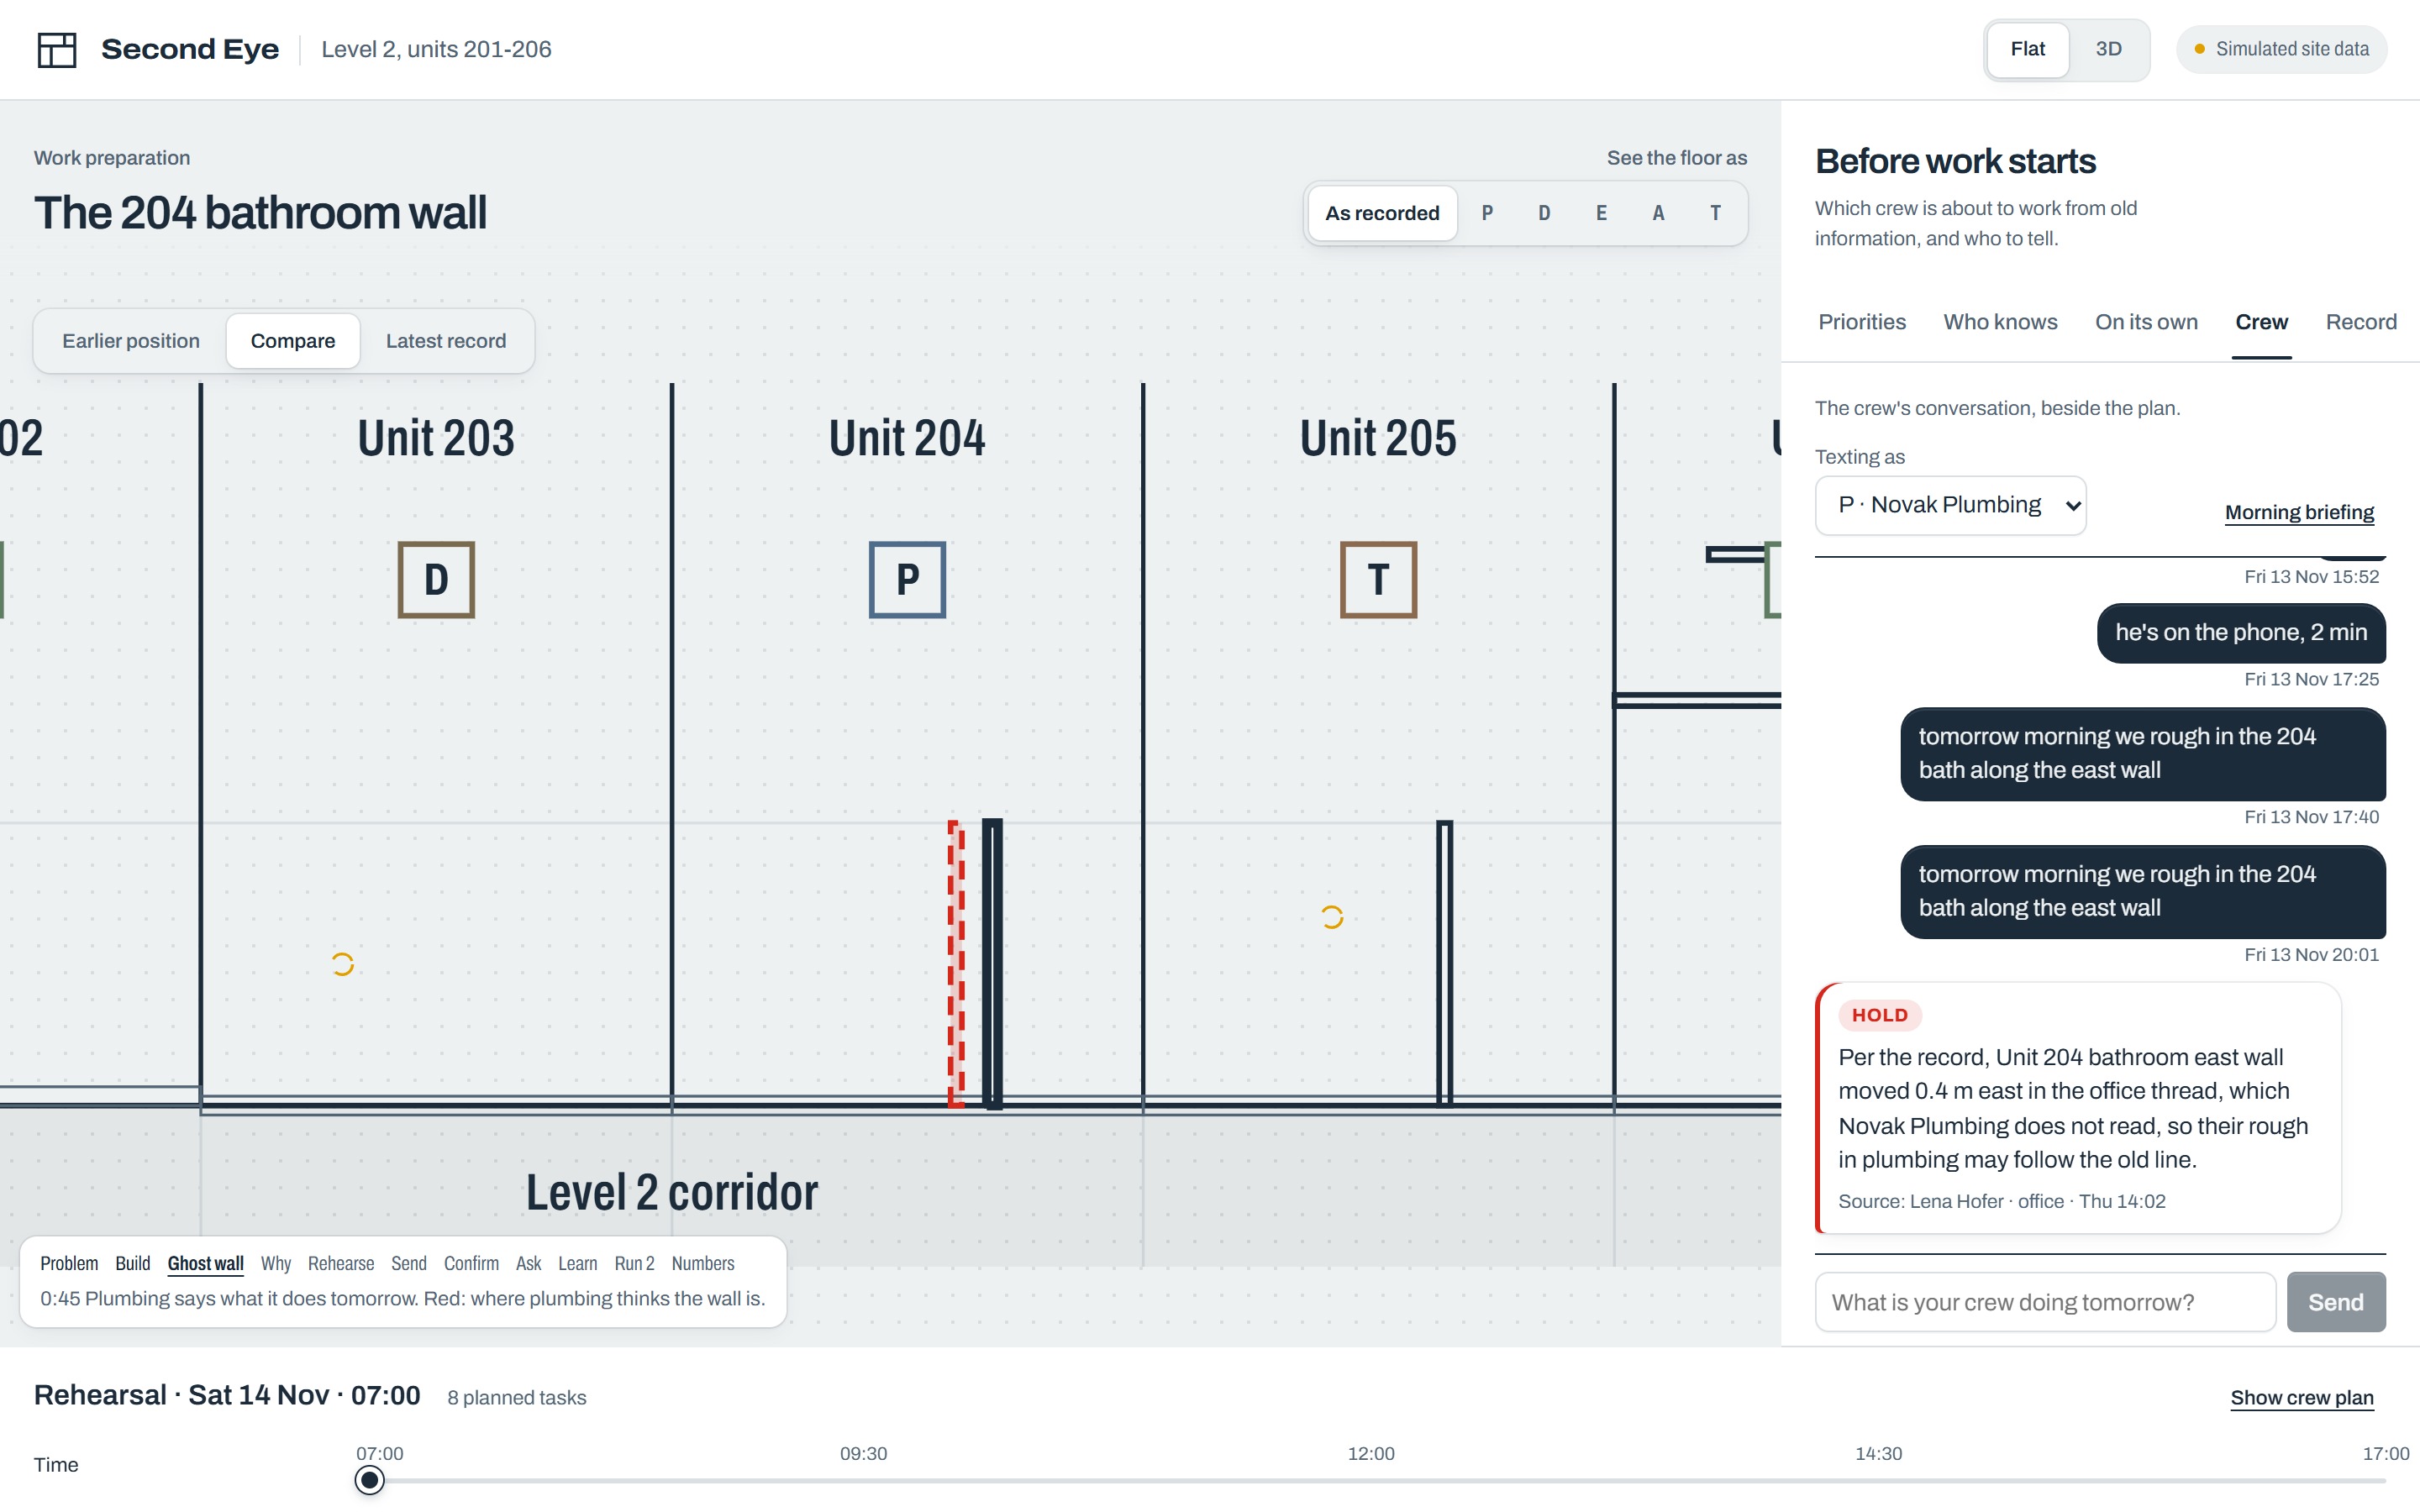 Second Eye
Level 2, units 201-206
Flat
3D
Simulated site data
Work preparation
The 204 bathroom wall
See the floor as
As recorded
P
D
E
A
T
Earlier position
Compare
Latest record
02
Unit 203
Unit 204
Unit 205
D
P
T
Level 2 corridor
Problem
Build
Ghost wall
Why
Rehearse
Send
Confirm
Ask
Learn
Run 2
Numbers
0:45 Plumbing says what it does tomorrow. Red: where plumbing thinks the wall is.
Before work starts
Which crew is about to work from old
information, and who to tell.
Priorities
Who knows
On its own
Crew
Record
The crew's conversation, beside the plan.
Texting as
P · Novak Plumbing
Morning briefing
Fri 13 Nov 15:52
he's on the phone, 2 min
Fri 13 Nov 17:25
tomorrow morning we rough in the 204
bath along the east wall
Fri 13 Nov 17:40
tomorrow morning we rough in the 204
bath along the east wall
Fri 13 Nov 20:01
HOLD
Per the record, Unit 204 bathroom east wall
moved 0.4 m east in the office thread, which
Novak Plumbing does not read, so their rough
in plumbing may follow the old line.
Source: Lena Hofer · office · Thu 14:02
What is your crew doing tomorrow?
Send
Rehearsal · Sat 14 Nov · 07:00
8 planned tasks
Show crew plan
Time
07:00
09:30
12:00
14:30
17:00